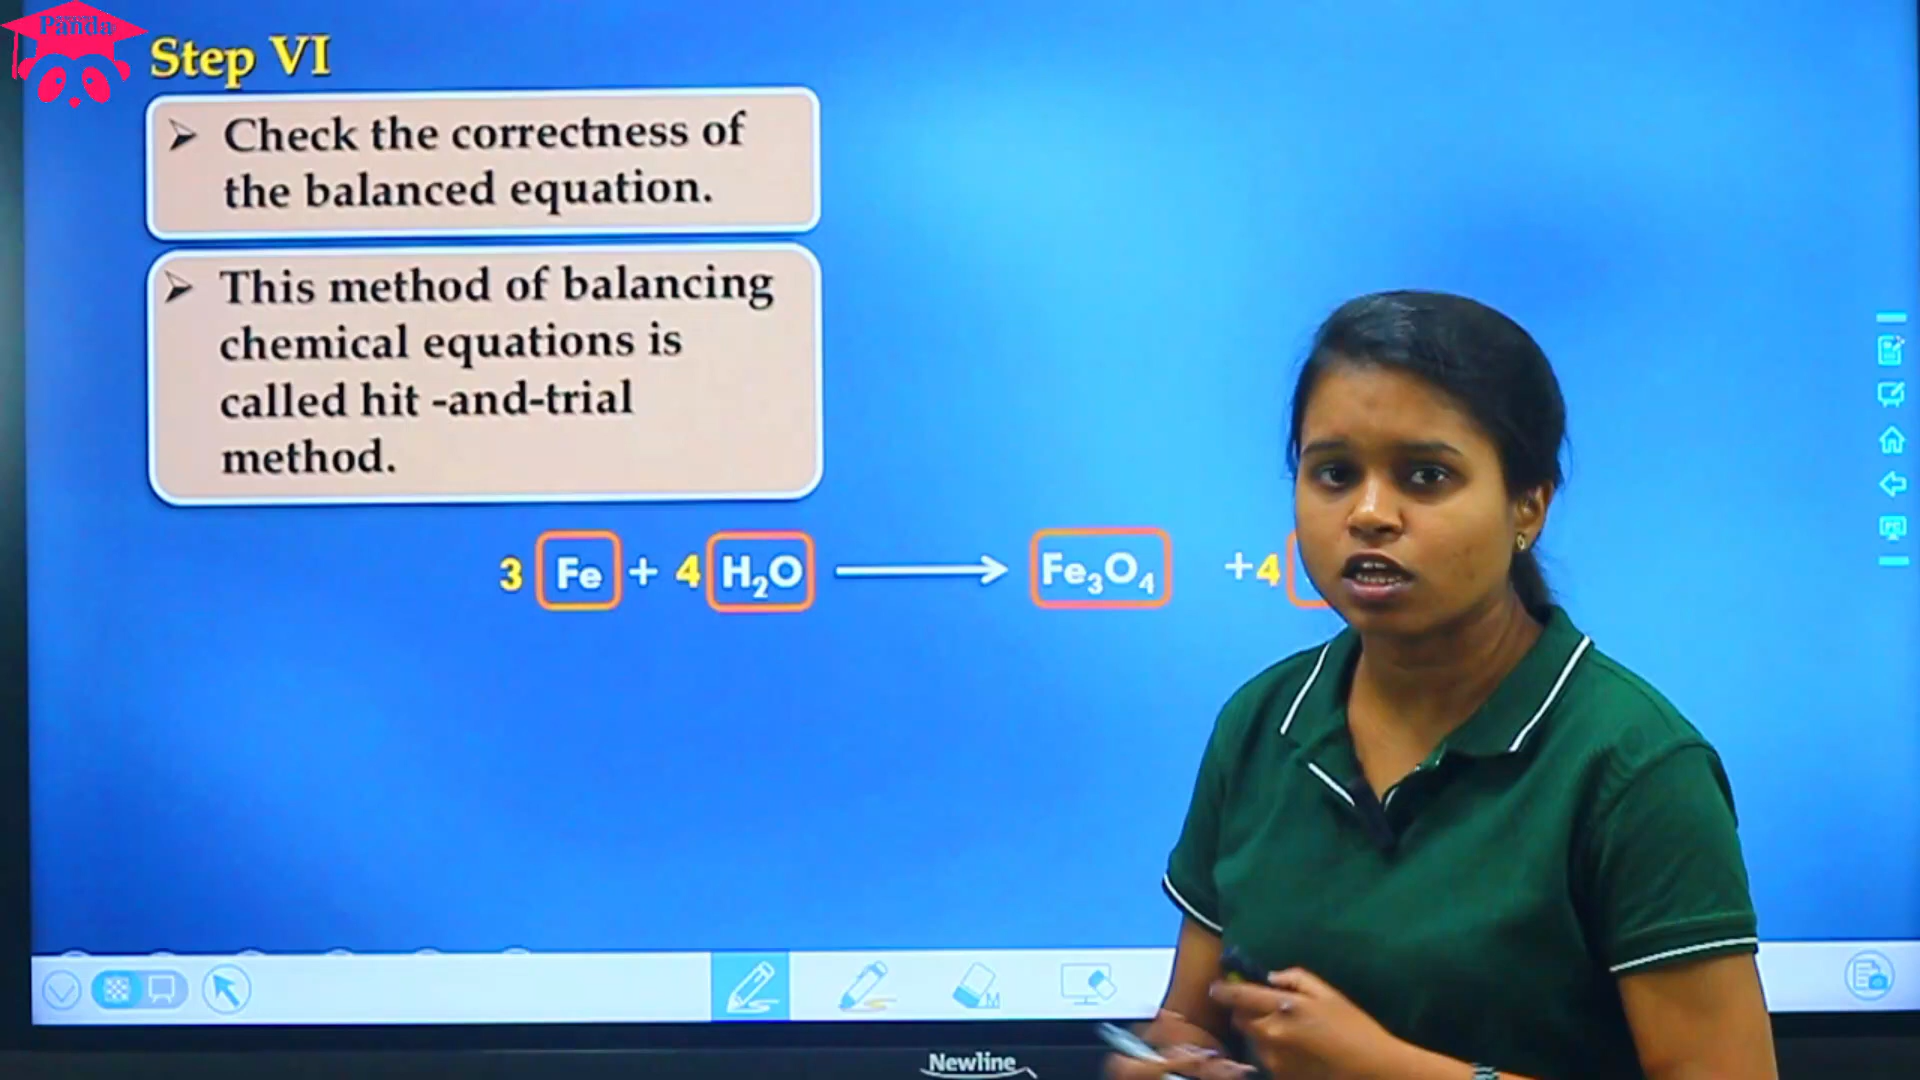 Panda
Step VI
➢ Check the correctness of
the balanced equation.
➢ This method of balancing
chemical equations is
called hit -and-trial
method.
3 Fe + 4 H₂O ⟶ Fe₃O₄ +4
M
PC
Newline